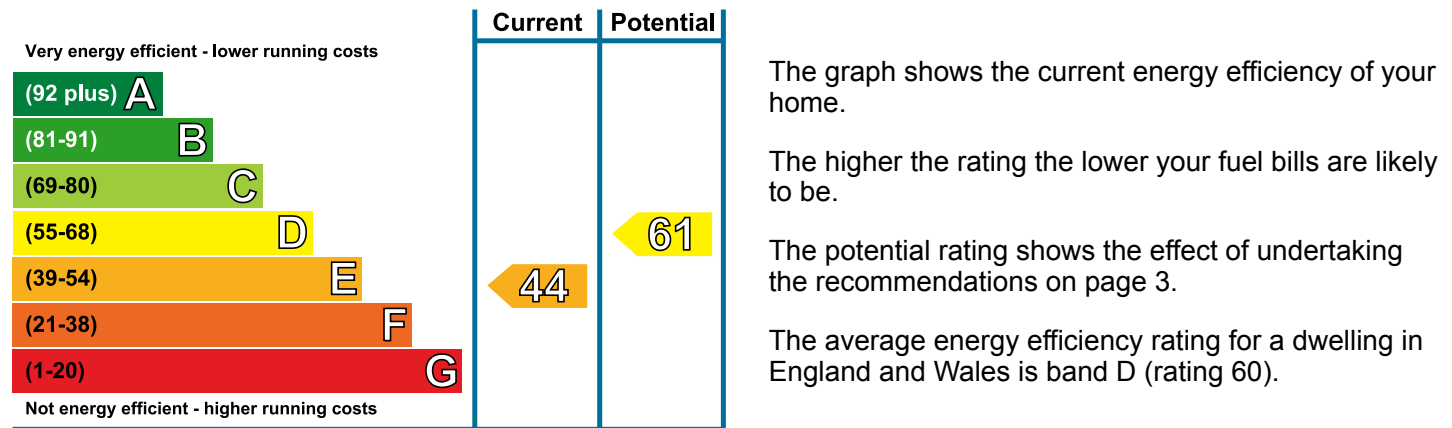 Current Potential
Very energy efficient - lower running costs
(92 plus) A
(81-91) B
(69-80) C
(55-68) D
61
(39-54) E
44
(21-38) F
(1-20) G
Not energy efficient - higher running costs
The graph shows the current energy efficiency of your
home.
The higher the rating the lower your fuel bills are likely
to be.
The potential rating shows the effect of undertaking
the recommendations on page 3.
The average energy efficiency rating for a dwelling in
England and Wales is band D (rating 60).